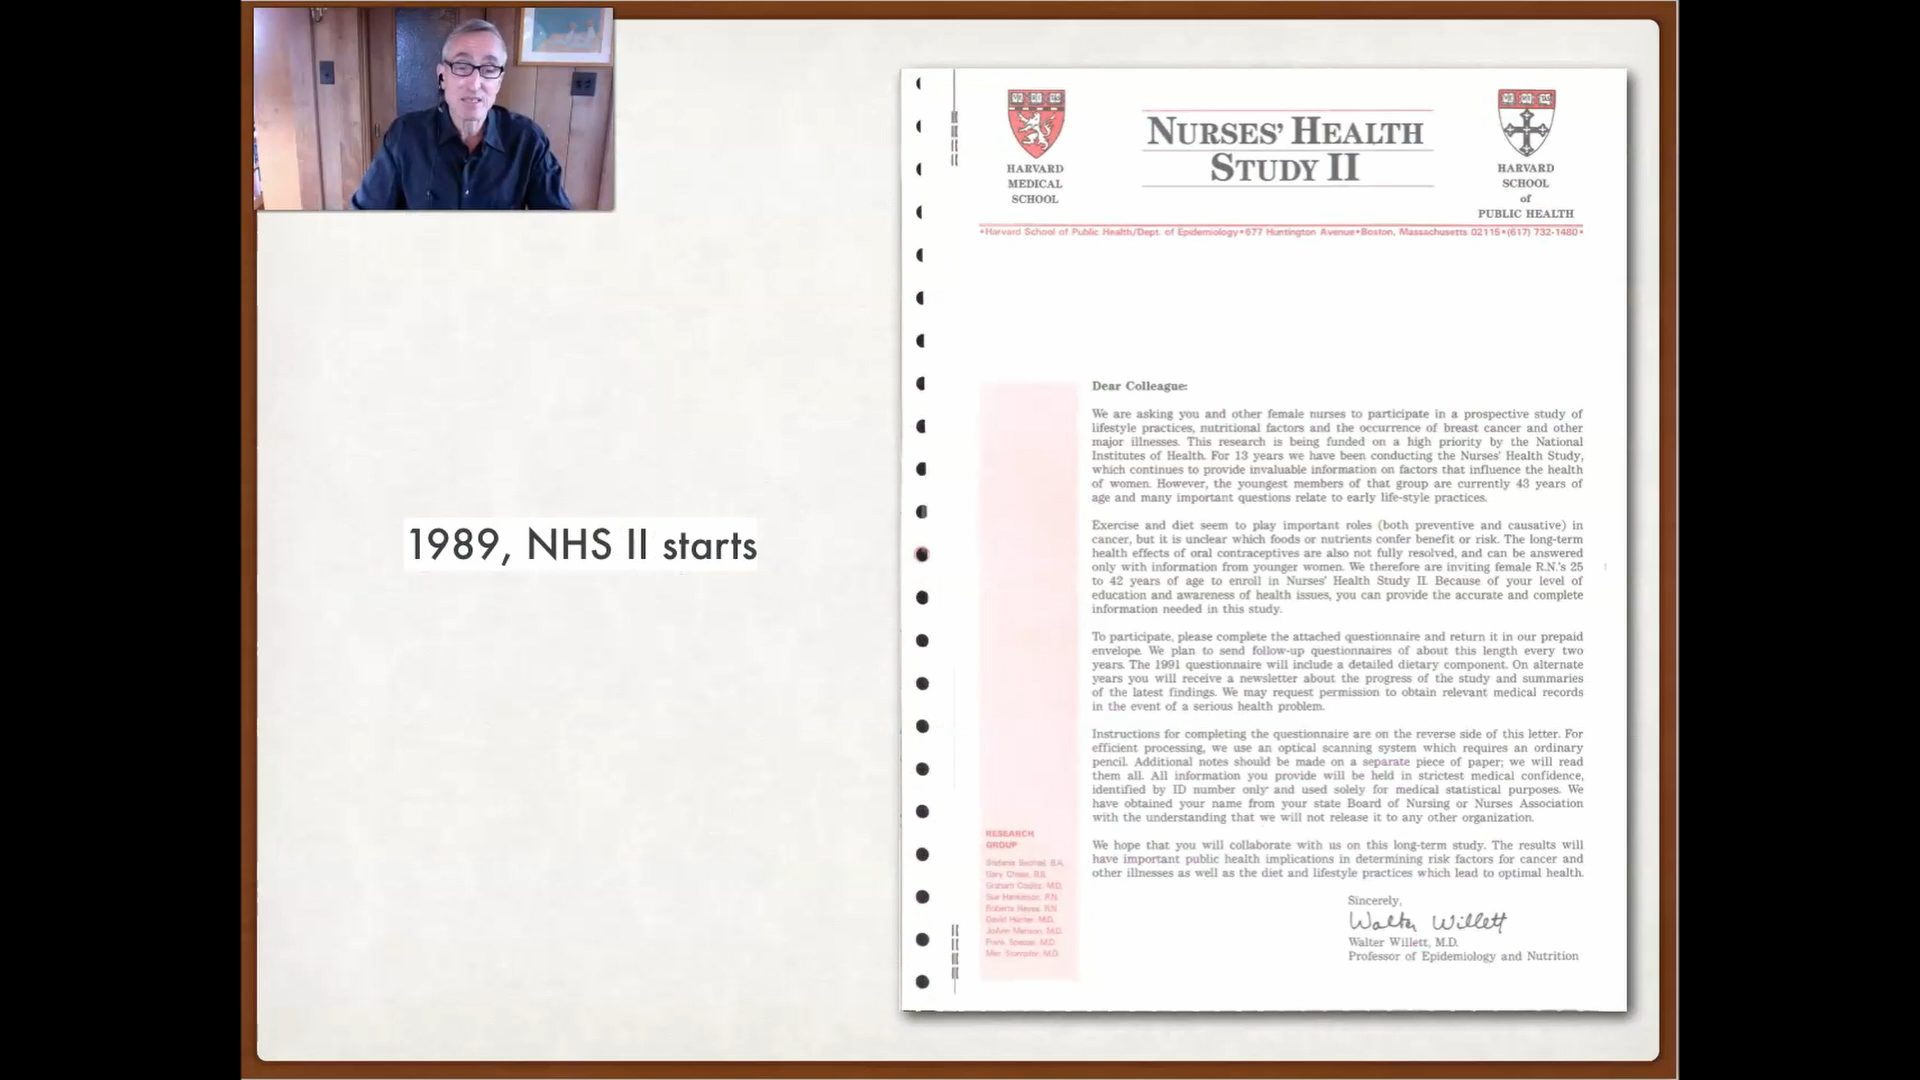 1989, NHS II starts
HARVARD
MEDICAL
SCHOOL
NURSES' HEALTH
STUDY II
HARVARD
SCHOOL
of
PUBLIC HEALTH
•Harvard School of Public Health/Dept. of Epidemiology•677 Huntington Avenue•Boston, Massachusetts 02115•(617) 732-1480•
Dear Colleague:
We are asking you and other female nurses to participate in a prospective study of
lifestyle practices, nutritional factors and the occurrence of breast cancer and other
major illnesses. This research is being funded on a high priority by the National
Institutes of Health. For 13 years we have been conducting the Nurses' Health Study,
which continues to provide invaluable information on factors that influence the health
of women. However, the youngest members of that group are currently 43 years of
age and many important questions relate to early life-style practices.
Exercise and diet seem to play important roles (both preventive and causative) in
cancer, but it is unclear which foods or nutrients confer benefit or risk. The long-term
health effects of oral contraceptives are also not fully resolved, and can be answered
only with information from younger women. We therefore are inviting female R.N.'s 25
to 42 years of age to enroll in Nurses' Health Study II. Because of your level of
education and awareness of health issues, you can provide the accurate and complete
information needed in this study.
To participate, please complete the attached questionnaire and return it in our prepaid
envelope. We plan to send follow-up questionnaires of about this length every two
years. The 1991 questionnaire will include a detailed dietary component. On alternate
years you will receive a newsletter about the progress of the study and summaries
of the latest findings. We may request permission to obtain relevant medical records
in the event of a serious health problem.
Instructions for completing the questionnaire are on the reverse side of this letter. For
efficient processing, we use an optical scanning system which requires an ordinary
pencil. Additional notes should be made on a separate piece of paper; we will read
them all. All information you provide will be held in strictest medical confidence,
identified by ID number only and used solely for medical statistical purposes. We
have obtained your name from your state Board of Nursing or Nurses Association
with the understanding that we will not release it to any other organization.
We hope that you will collaborate with us on this long-term study. The results will
have important public health implications in determining risk factors for cancer and
other illnesses as well as the diet and lifestyle practices which lead to optimal health.
Sincerely,
Walter Willett
Walter Willett, M.D.
Professor of Epidemiology and Nutrition
RESEARCH
GROUP
Stefanie B.A.
Gary Chase, B.S.
Graham Colditz, M.D.
Sue Hankinson, R.N.
Roberta R.N.
David Hunter, M.D.
JoAnn Manson, M.D.
Frank Speizer, M.D.
Meir Stampfer, M.D.